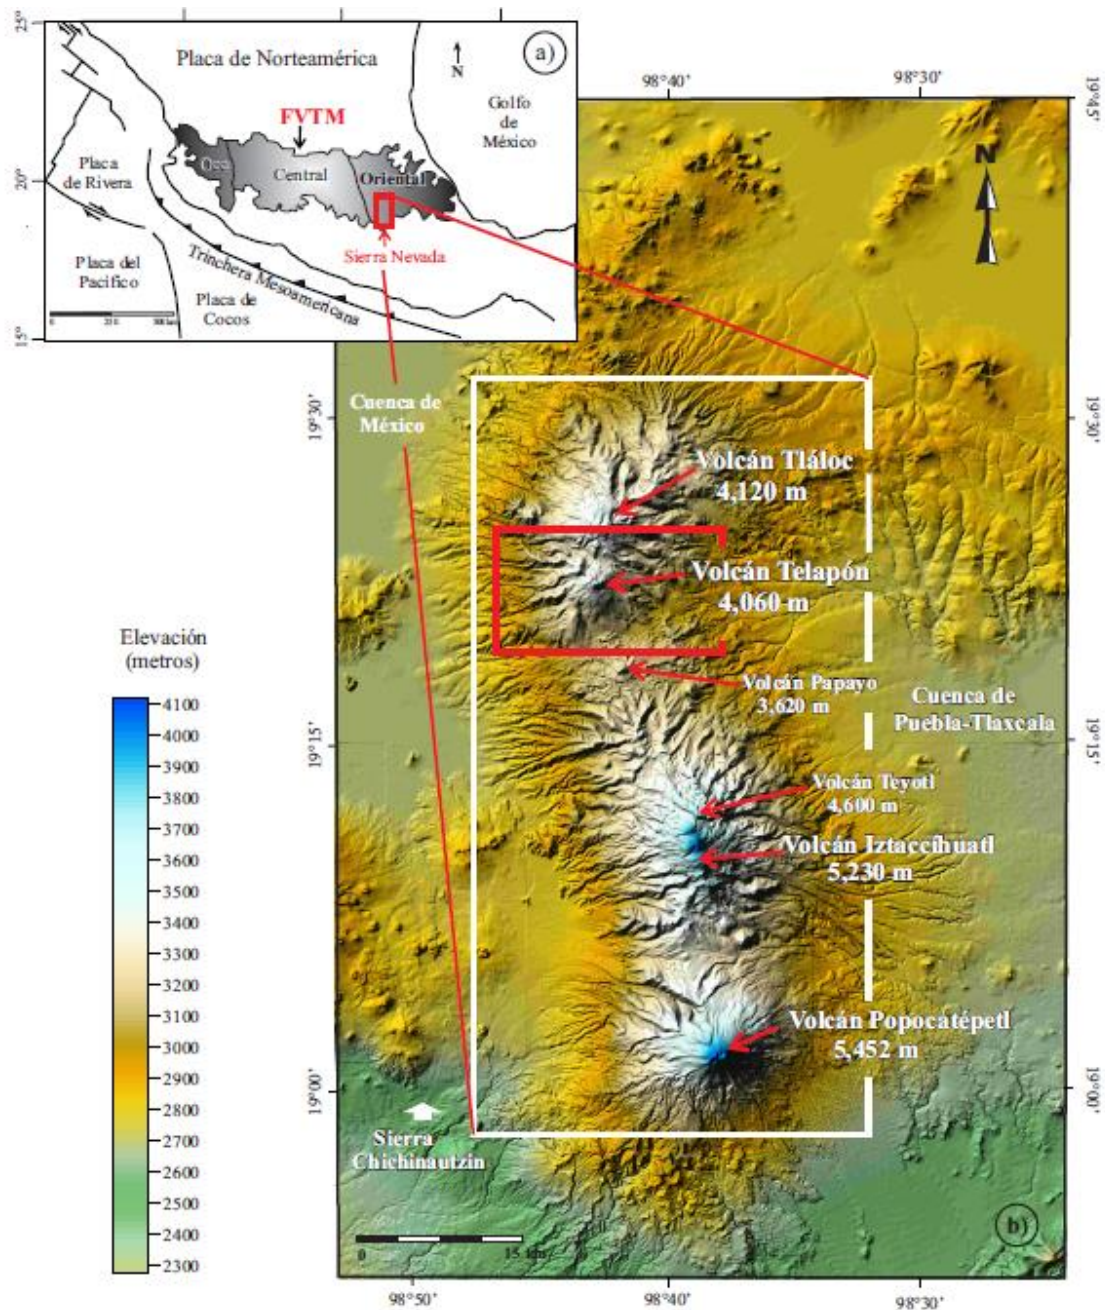 25°
20°
15°
a)
Placa de Norteamérica
N
Golfo
de
México
FVTM
Occ
Central
Oriental
Placa
de Rivera
Sierra Nevada
Trinchera Mesoamericana
Placa del
Pacífico
Placa de
Cocos
0
98°40'
98°30'
19°45'
N
Cuenca de
México
19°30'
19°30'
Volcán Tláloc
4,120 m
Volcán Telapón
4,060 m
Volcán Papayo
3,620 m
Cuenca de
Puebla-Tlaxcala
19°15'
19°15'
Volcán Teyotl
4,600 m
Volcán Iztaccíhuatl
5,230 m
Volcán Popocatépetl
5,452 m
19°00'
19°00'
Sierra
Chichinautzin
b)
0
15 km
98°50'
98°40'
98°30'
Elevación
(metros)
4100
4000
3900
3800
3700
3600
3500
3400
3300
3200
3100
3000
2900
2800
2700
2600
2500
2400
2300